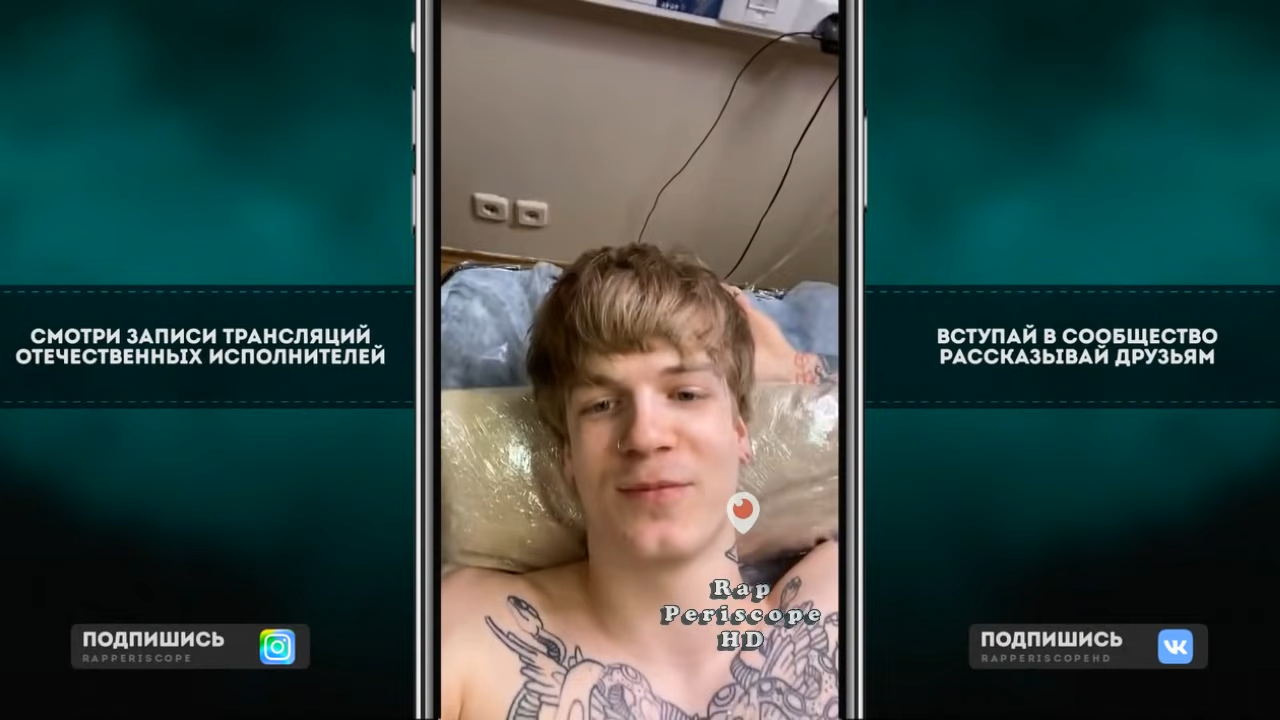 СМОТРИ ЗАПИСИ ТРАНСЛЯЦИЙ
ОТЕЧЕСТВЕННЫХ ИСПОЛНИТЕЛЕЙ
ПОДПИШИСЬ
RAPPERISCOPE
Rap
Periscope
HD
ВСТУПАЙ В СООБЩЕСТВО
РАССКАЗЫВАЙ ДРУЗЬЯМ
ПОДПИШИСЬ
RAPPERISCOPEHD